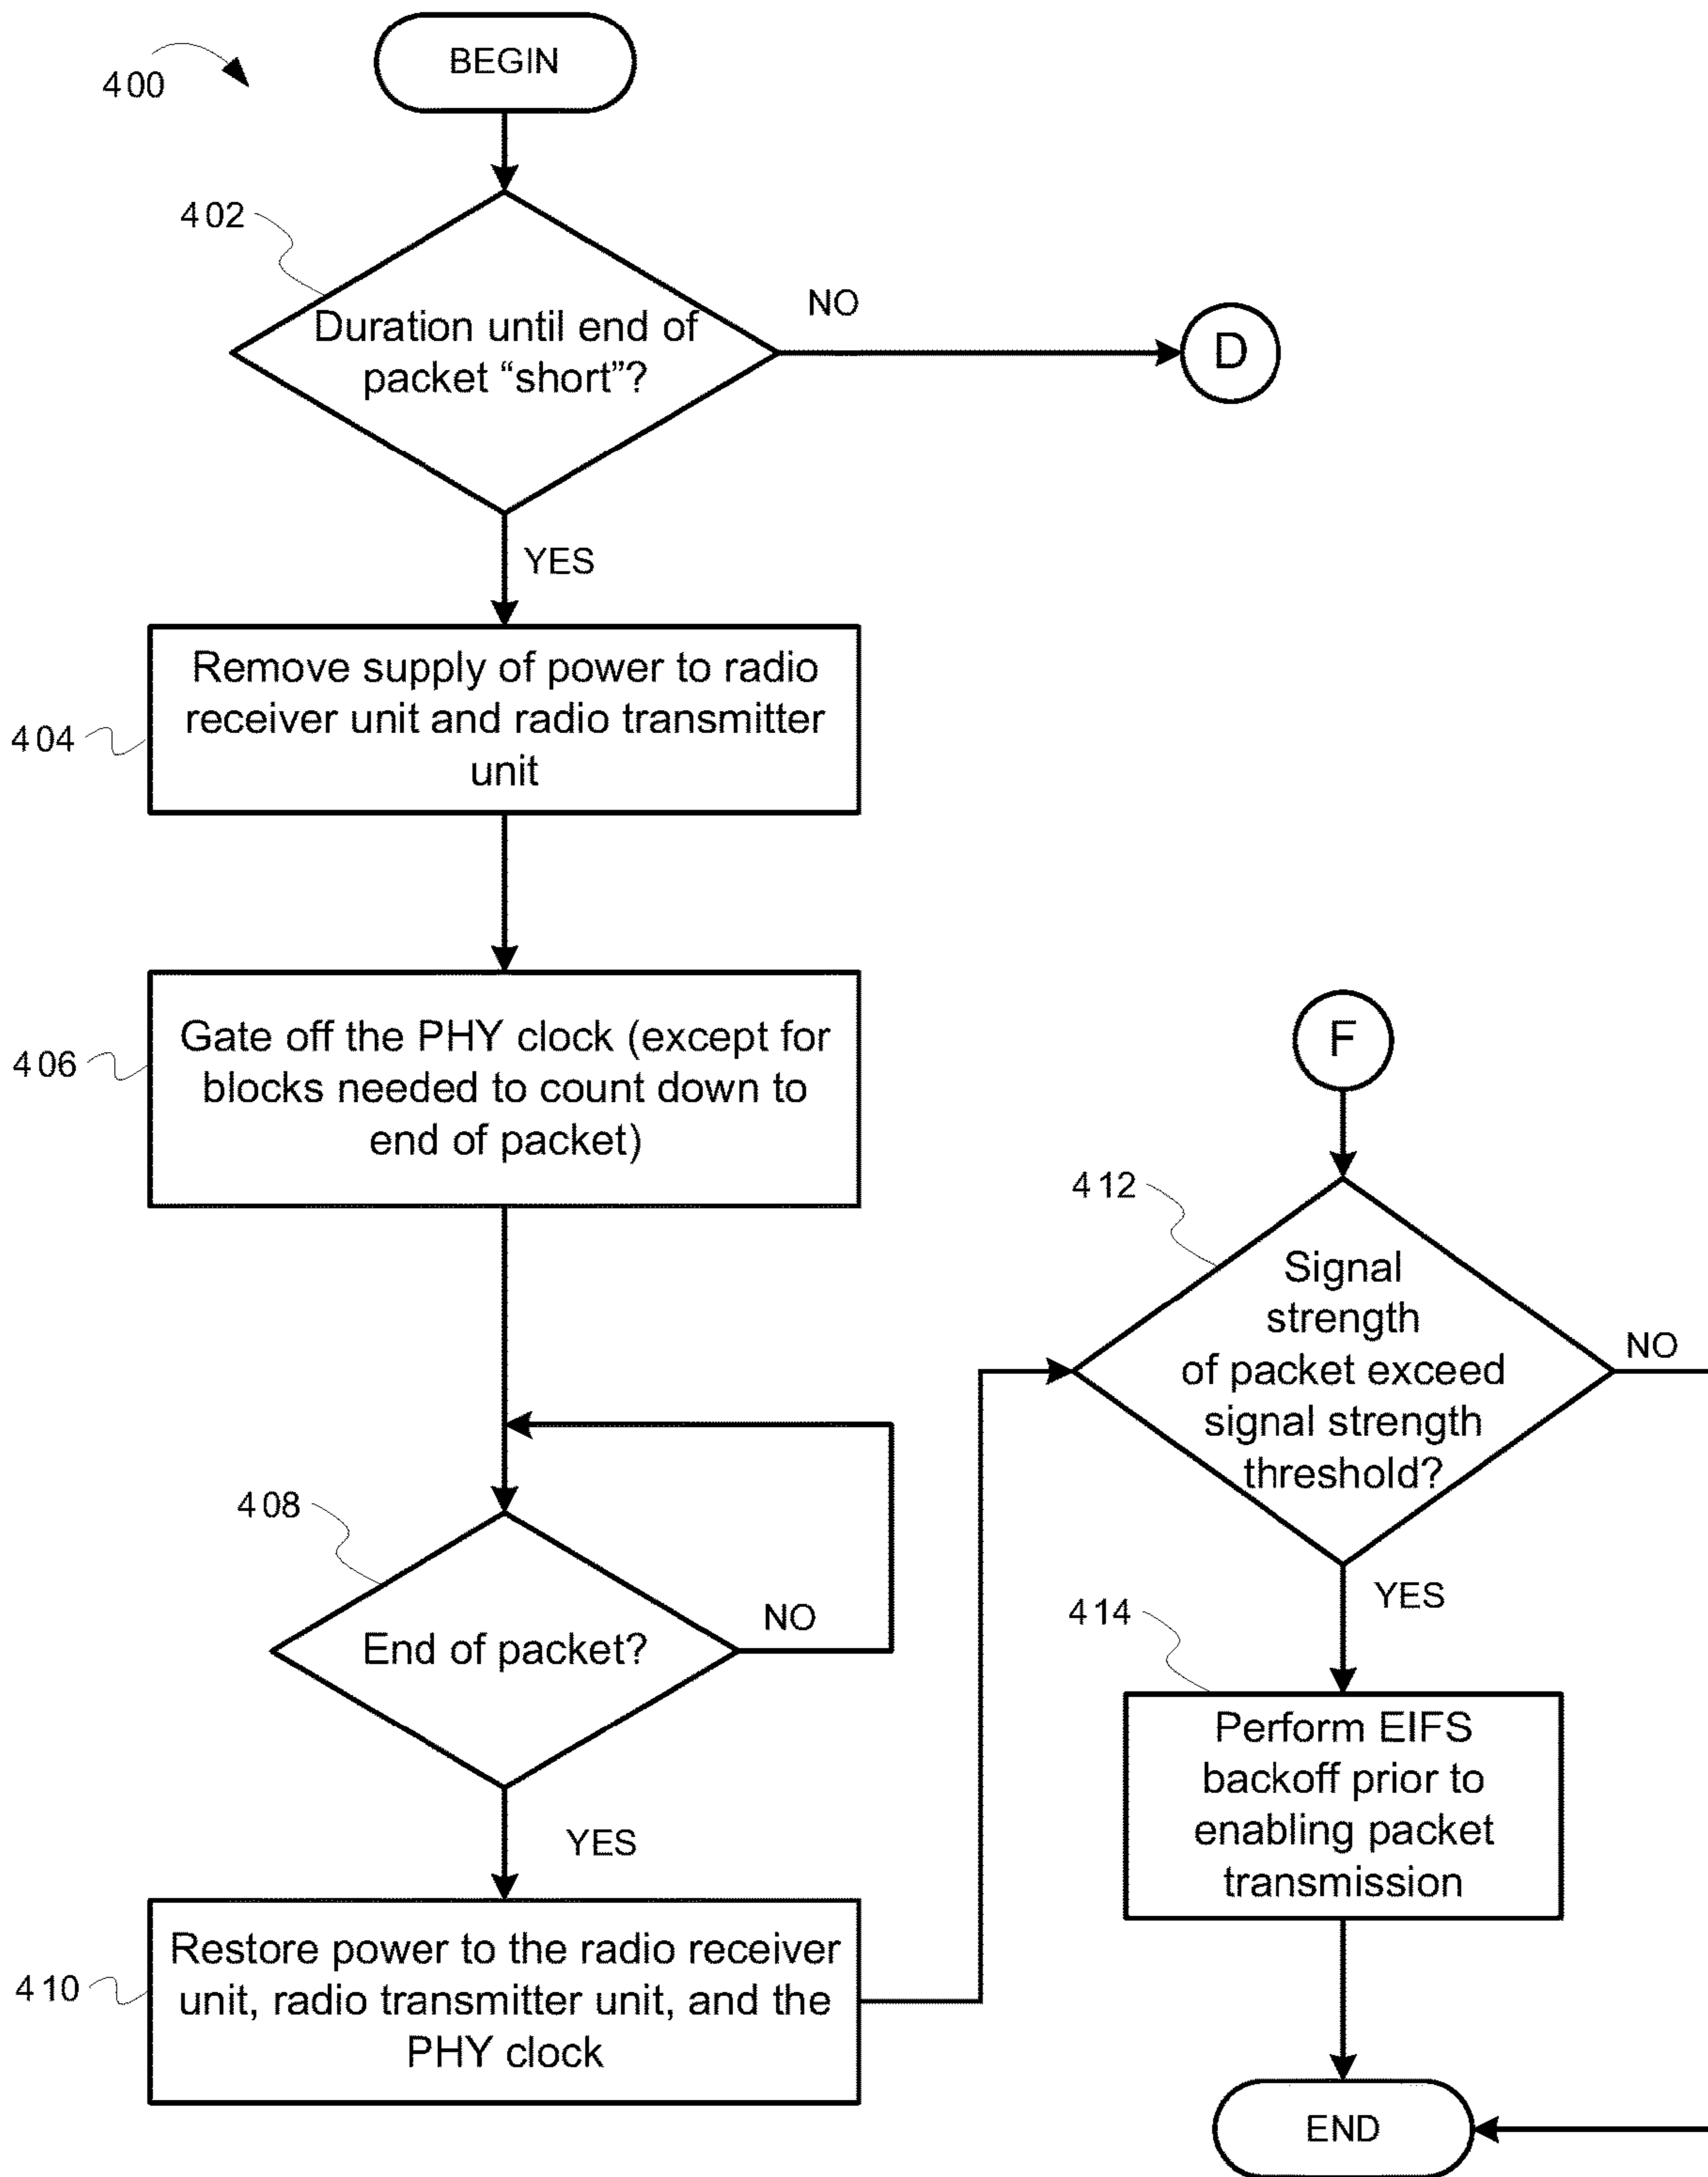 400
BEGIN
402
Duration until end of
packet “short”?
NO
D
YES
404
Remove supply of power to radio
receiver unit and radio transmitter
unit
406
Gate off the PHY clock (except for
blocks needed to count down to
end of packet)
408
End of packet?
NO
YES
410
Restore power to the radio receiver
unit, radio transmitter unit, and the
PHY clock
F
412
Signal
strength
of packet exceed
signal strength
threshold?
NO
YES
414
Perform EIFS
backoff prior to
enabling packet
transmission
END